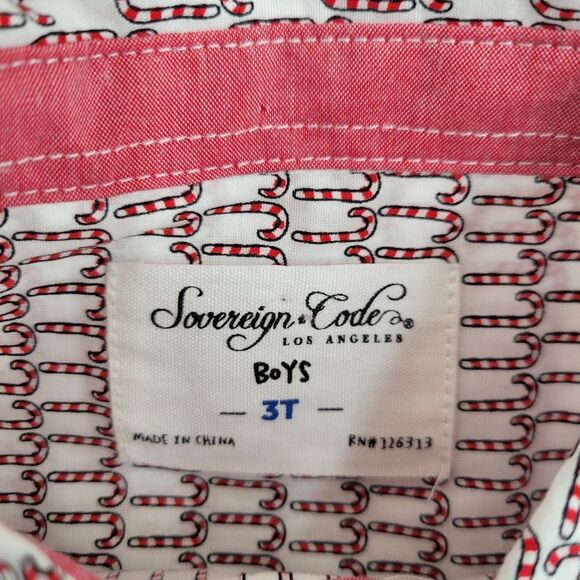 Sovereign Code®
LOS ANGELES
BOYS
— 3T —
MADE IN CHINA RN#126313